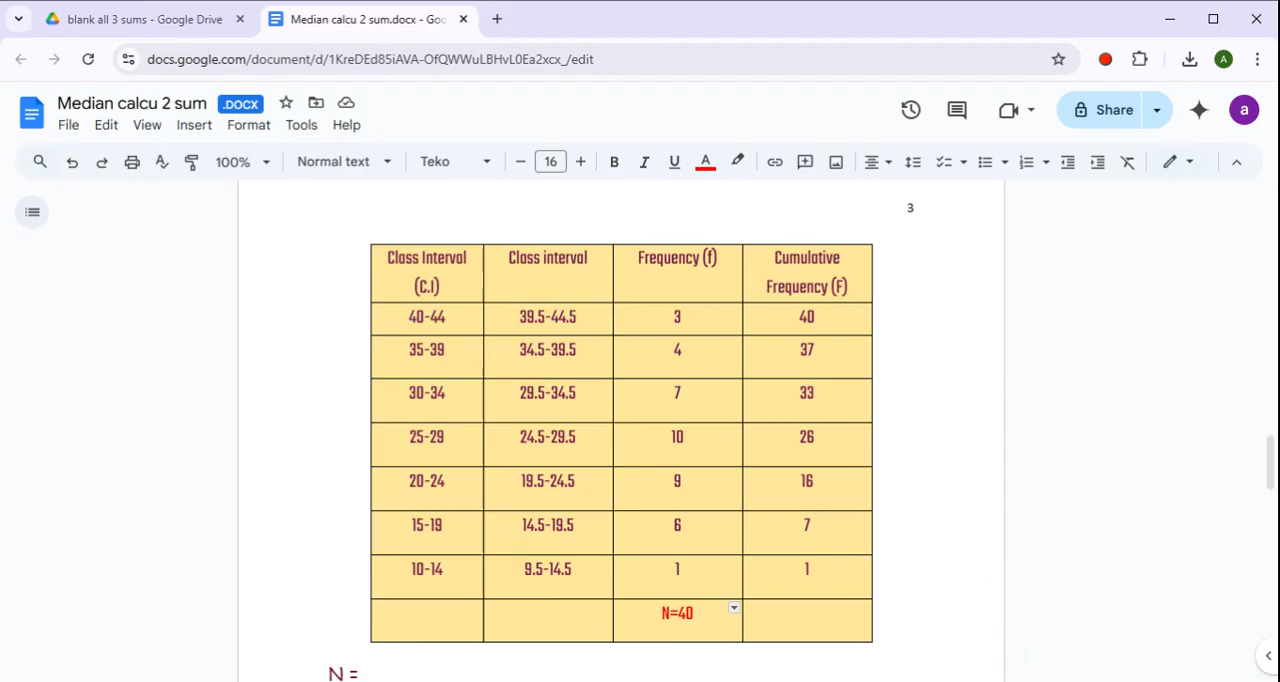 blank all 3 sums - Google Drive
Median calcu 2 sum.docx - Goo
docs.google.com/document/d/1KreDEd85iAVA-OfQWWuLBHvL0Ea2xcx_/edit
A
Median calcu 2 sum .DOCX
Share
a
File Edit View Insert Format Tools Help
100% Normal text Teko 16 B I U A
3
Class Interval (C.I) Class interval Frequency (f) Cumulative Frequency (F)
40-44 39.5-44.5 3 40
35-39 34.5-39.5 4 37
30-34 29.5-34.5 7 33
25-29 24.5-29.5 10 26
20-24 19.5-24.5 9 16
15-19 14.5-19.5 6 7
10-14 9.5-14.5 1 1
N=40
N =